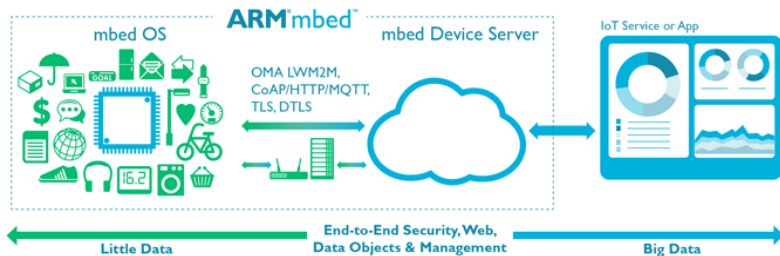 ARM®mbed™
mbed OS
mbed Device Server
IoT Service or App
GOAL
OMA LWM2M,
CoAP/HTTP/MQTT,
TLS, DTLS
$
16.2
End-to-End Security, Web,
Data Objects & Management
Little Data
Big Data